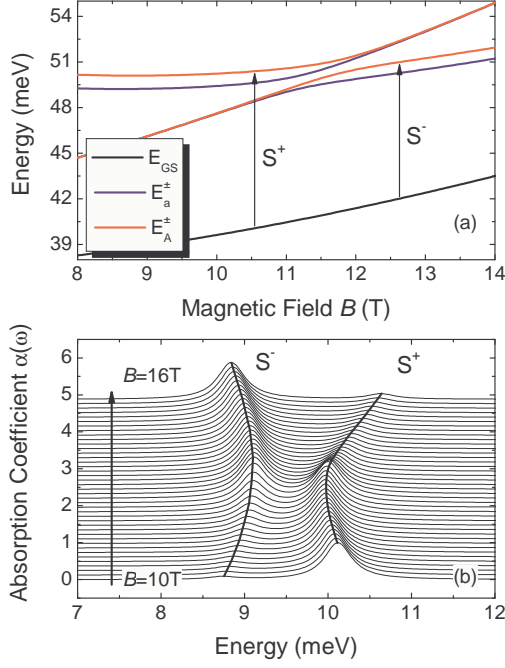 54
51
48
45
42
39
Energy (meV)
E_GS
E_a^±
E_A^±
S^+
S^-
(a)
8 9 10 11 12 13 14
Magnetic Field B (T)
6
5
4
3
2
1
0
Absorption Coefficient α(ω)
B=16T
S^-
S^+
B=10T
(b)
7 8 9 10 11 12
Energy (meV)